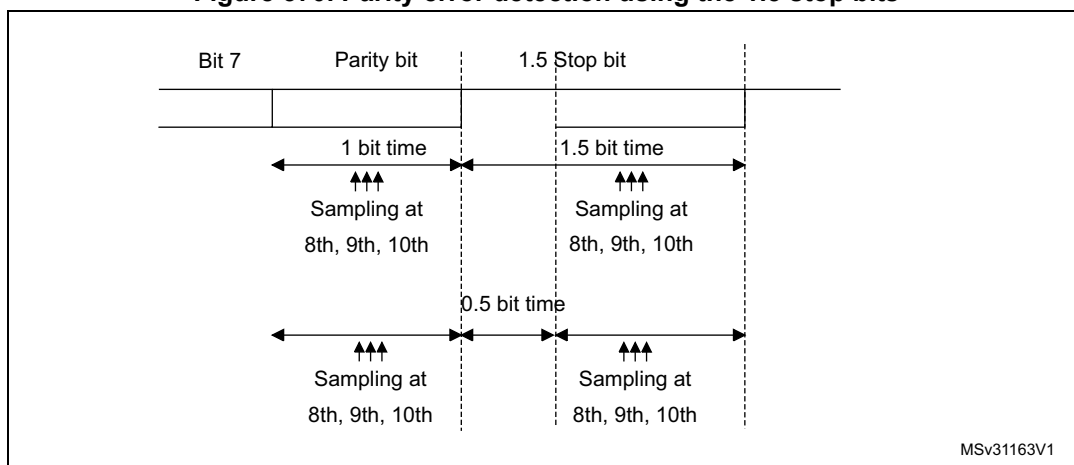 Figure Parity error detection using the 1.5 stop bits
Bit 7 Parity bit 1.5 Stop bit
1 bit time 1.5 bit time
Sampling at Sampling at
8th, 9th, 10th 8th, 9th, 10th
0.5 bit time
Sampling at Sampling at
8th, 9th, 10th 8th, 9th, 10th
MSv31163V1